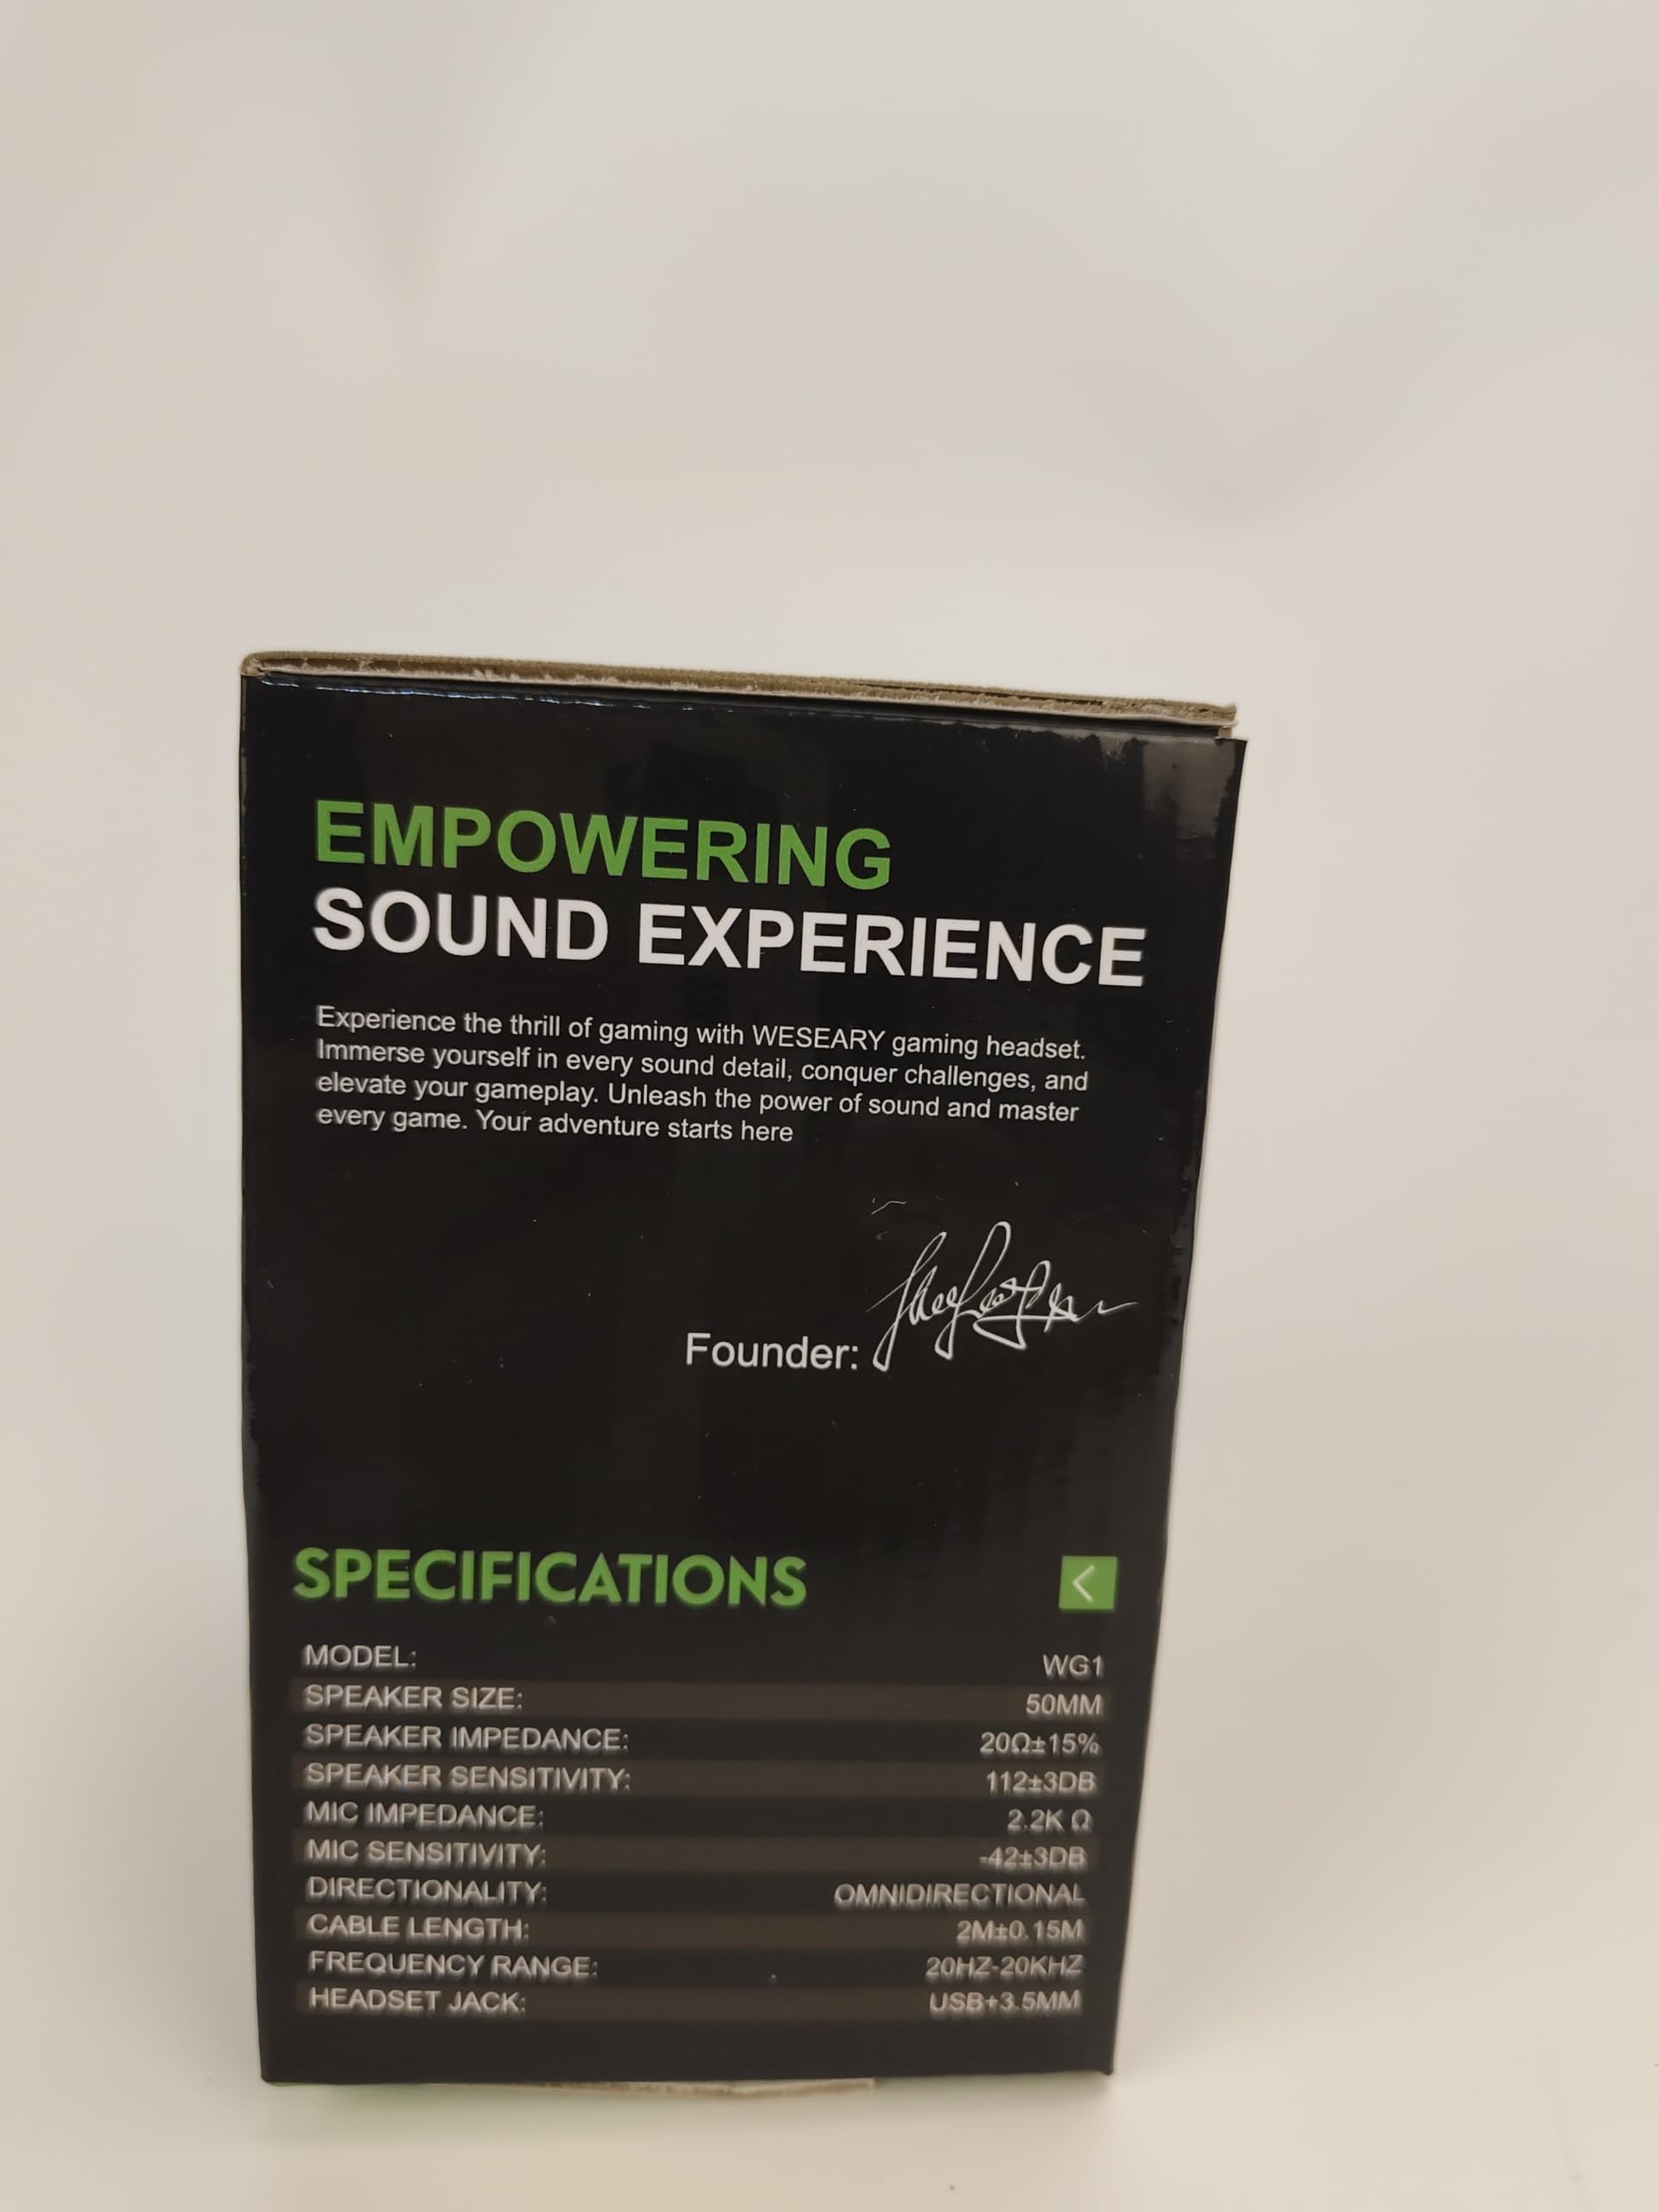 EMPOWERING
SOUND EXPERIENCE
Experience the thrill of gaming with WESEARY gaming headset.
Immerse yourself in every sound detail, conquer challenges, and
elevate your gameplay. Unleash the power of sound and master
every game. Your adventure starts here
Founder:
SPECIFICATIONS
MODEL: WG1
SPEAKER SIZE: 50MM
SPEAKER IMPEDANCE: 20Ω±15%
SPEAKER SENSITIVITY: 112±3DB
MIC IMPEDANCE: 2.2K Ω
MIC SENSITIVITY: -42±3DB
DIRECTIONALITY: OMNIDIRECTIONAL
CABLE LENGTH: 2M±0.15M
FREQUENCY RANGE: 20HZ-20KHZ
HEADSET JACK: USB+3.5MM